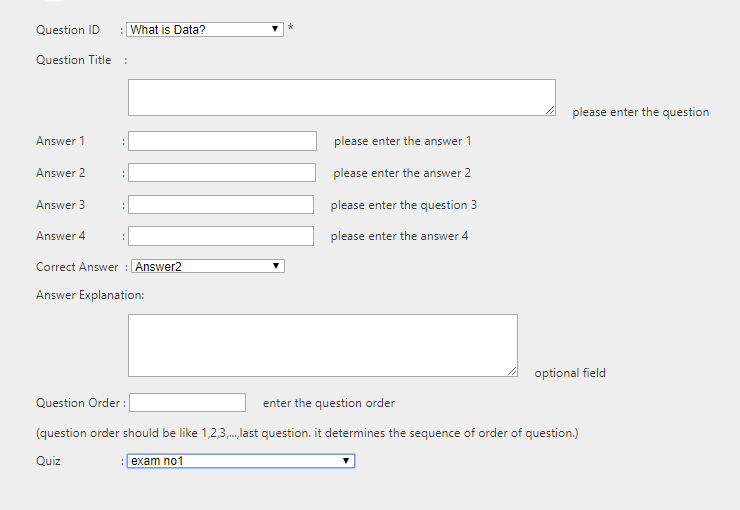 Question ID : What is Data? *
Question Title :
please enter the question
Answer 1 : please enter the answer 1
Answer 2 : please enter the answer 2
Answer 3 : please enter the question 3
Answer 4 : please enter the answer 4
Correct Answer : Answer2
Answer Explanation:
optional field
Question Order : enter the question order
(question order should be like 1,2,3,...,last question. it determines the sequence of order of question.)
Quiz : exam no1